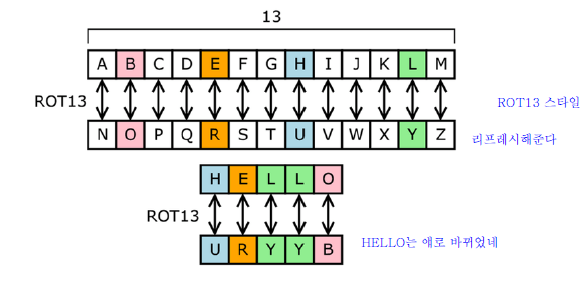 13
A B C D E F G H I J K L M
ROT13
ROT13 스타일
N O P Q R S T U V W X Y Z
리프레시해준다
H E L L O
ROT13
HELLO는 얘로 바뀌었네
U R Y Y B